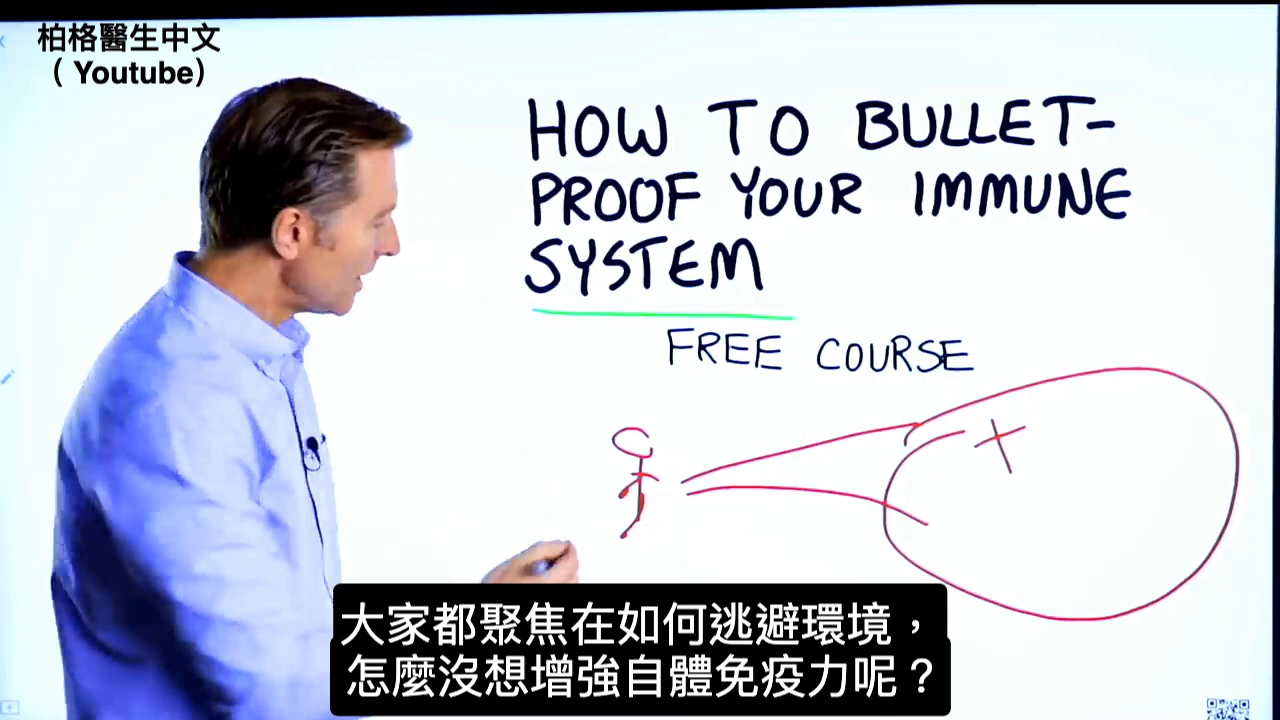 柏格醫生中文
（Youtube）
HOW TO BULLET-
PROOF YOUR IMMUNE
SYSTEM
FREE COURSE
大家都聚焦在如何逃避環境，
怎麼沒想增強自體免疫力呢？